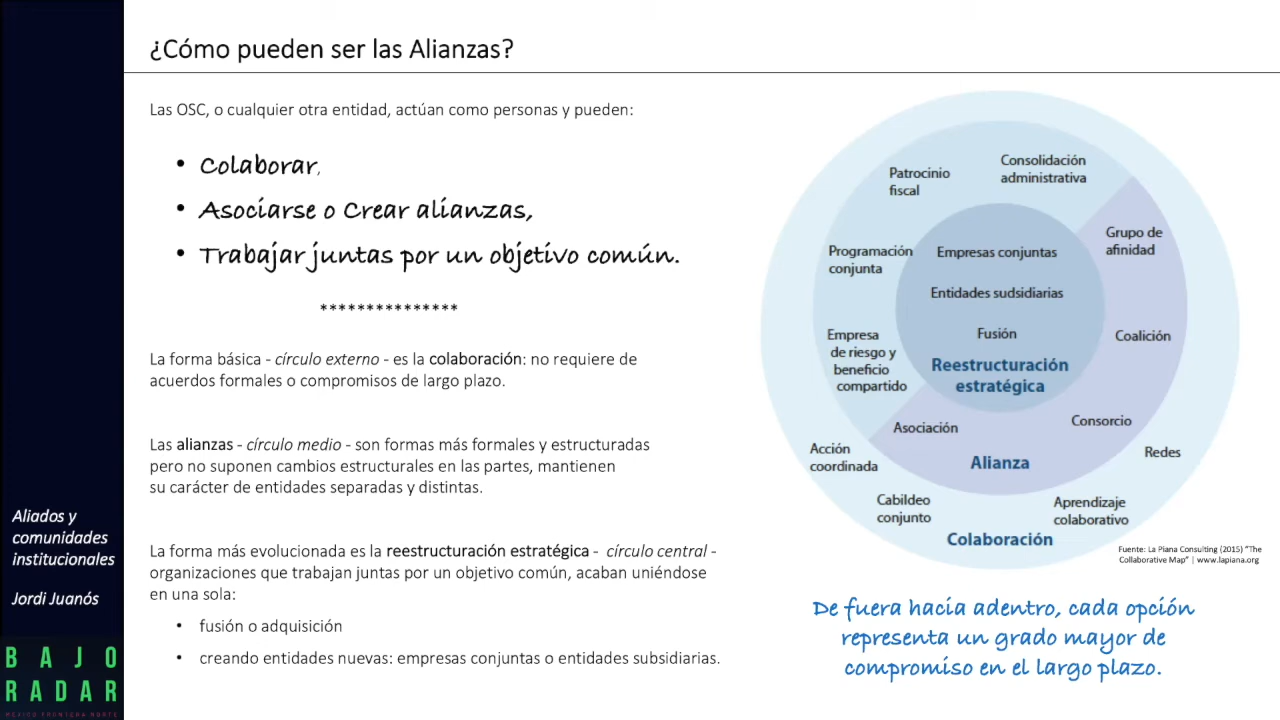 ¿Cómo pueden ser las Alianzas?
Las OSC, o cualquier otra entidad, actúan como personas y pueden:
• Colaborar,
• Asociarse o Crear alianzas,
• Trabajar juntas por un objetivo común.
***************
La forma básica - círculo externo - es la colaboración: no requiere de
acuerdos formales o compromisos de largo plazo.
Las alianzas - círculo medio - son formas más formales y estructuradas
pero no suponen cambios estructurales en las partes, mantienen
su carácter de entidades separadas y distintas.
La forma más evolucionada es la reestructuración estratégica - círculo central -
organizaciones que trabajan juntas por un objetivo común, acaban uniéndose
en una sola:
• fusión o adquisición
• creando entidades nuevas: empresas conjuntas o entidades subsidiarias.
Patrocinio
fiscal
Consolidación
administrativa
Grupo de
afinidad
Programación
conjunta
Empresas conjuntas
Entidades sudsidiarias
Fusión
Reestructuración
estratégica
Empresa
de riesgo y
beneficio
compartido
Coalición
Asociación
Consorcio
Alianza
Acción
coordinada
Redes
Cabildeo
conjunto
Aprendizaje
colaborativo
Colaboración
Fuente: La Piana Consulting (2015) "The
Collaborative Map" | www.lapiana.org
De fuera hacia adentro, cada opción
representa un grado mayor de
compromiso en el largo plazo.
Aliados y
comunidades
institucionales
Jordi Juanós
BAJO
RADAR
MÉXICO FRONTERA NORTE